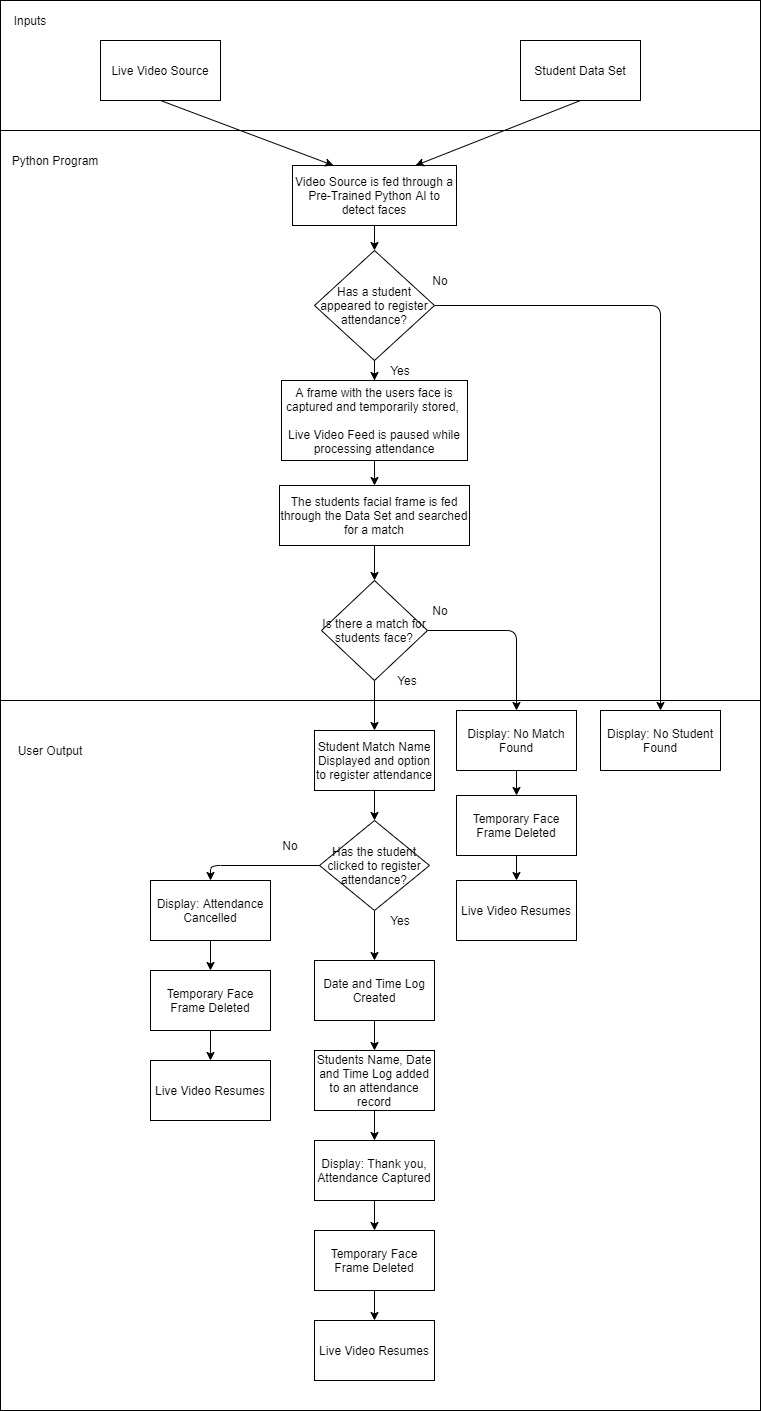 Inputs
Live Video Source
Student Data Set
Python Program
Video Source is fed through a
Pre-Trained Python AI to
detect faces
No
Has a student
appeared to register
attendance?
Yes
A frame with the users face is
captured and temporarily stored,
Live Video Feed is paused while
processing attendance
The students facial frame is fed
through the Data Set and searched
for a match
No
Is there a match for
students face?
Yes
User Output
Student Match Name
Displayed and option
to register attendance
Display: No Match
Found
Display: No Student
Found
Temporary Face
Frame Deleted
Live Video Resumes
No
Has the student
clicked to register
attendance?
Yes
Display: Attendance
Cancelled
Temporary Face
Frame Deleted
Live Video Resumes
Date and Time Log
Created
Students Name, Date
and Time Log added
to an attendance
record
Display: Thank you,
Attendance Captured
Temporary Face
Frame Deleted
Live Video Resumes